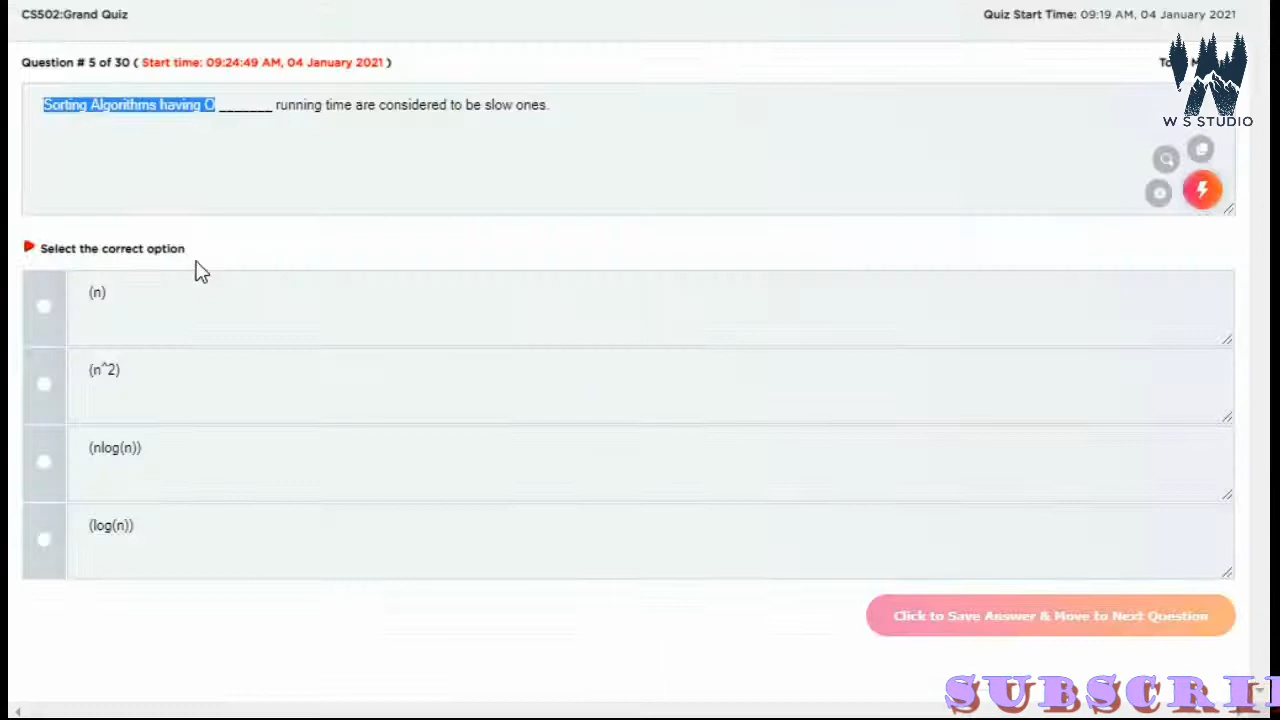 CS502:Grand Quiz
Quiz Start Time: 09:19 AM, 04 January 2021
Question # 5 of 30 ( Start time: 09:24:49 AM, 04 January 2021 )
W S STUDIO
Sorting Algorithms having O _______ running time are considered to be slow ones.
Select the correct option
(n)
(n^2)
(nlog(n))
(log(n))
Click to Save Answer & Move to Next Question
SUBSCRI